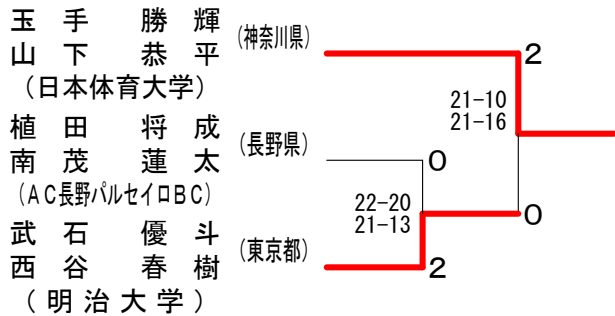 玉手勝輝
山下恭平
(日本体育大学)
(神奈川県)
2
21-10
21-16
植田将成
南茂蓮太
(AC長野パルセイロBC)
(長野県)
0
22-20
21-13
0
武石優斗
西谷春樹
(明治大学)
(東京都)
2